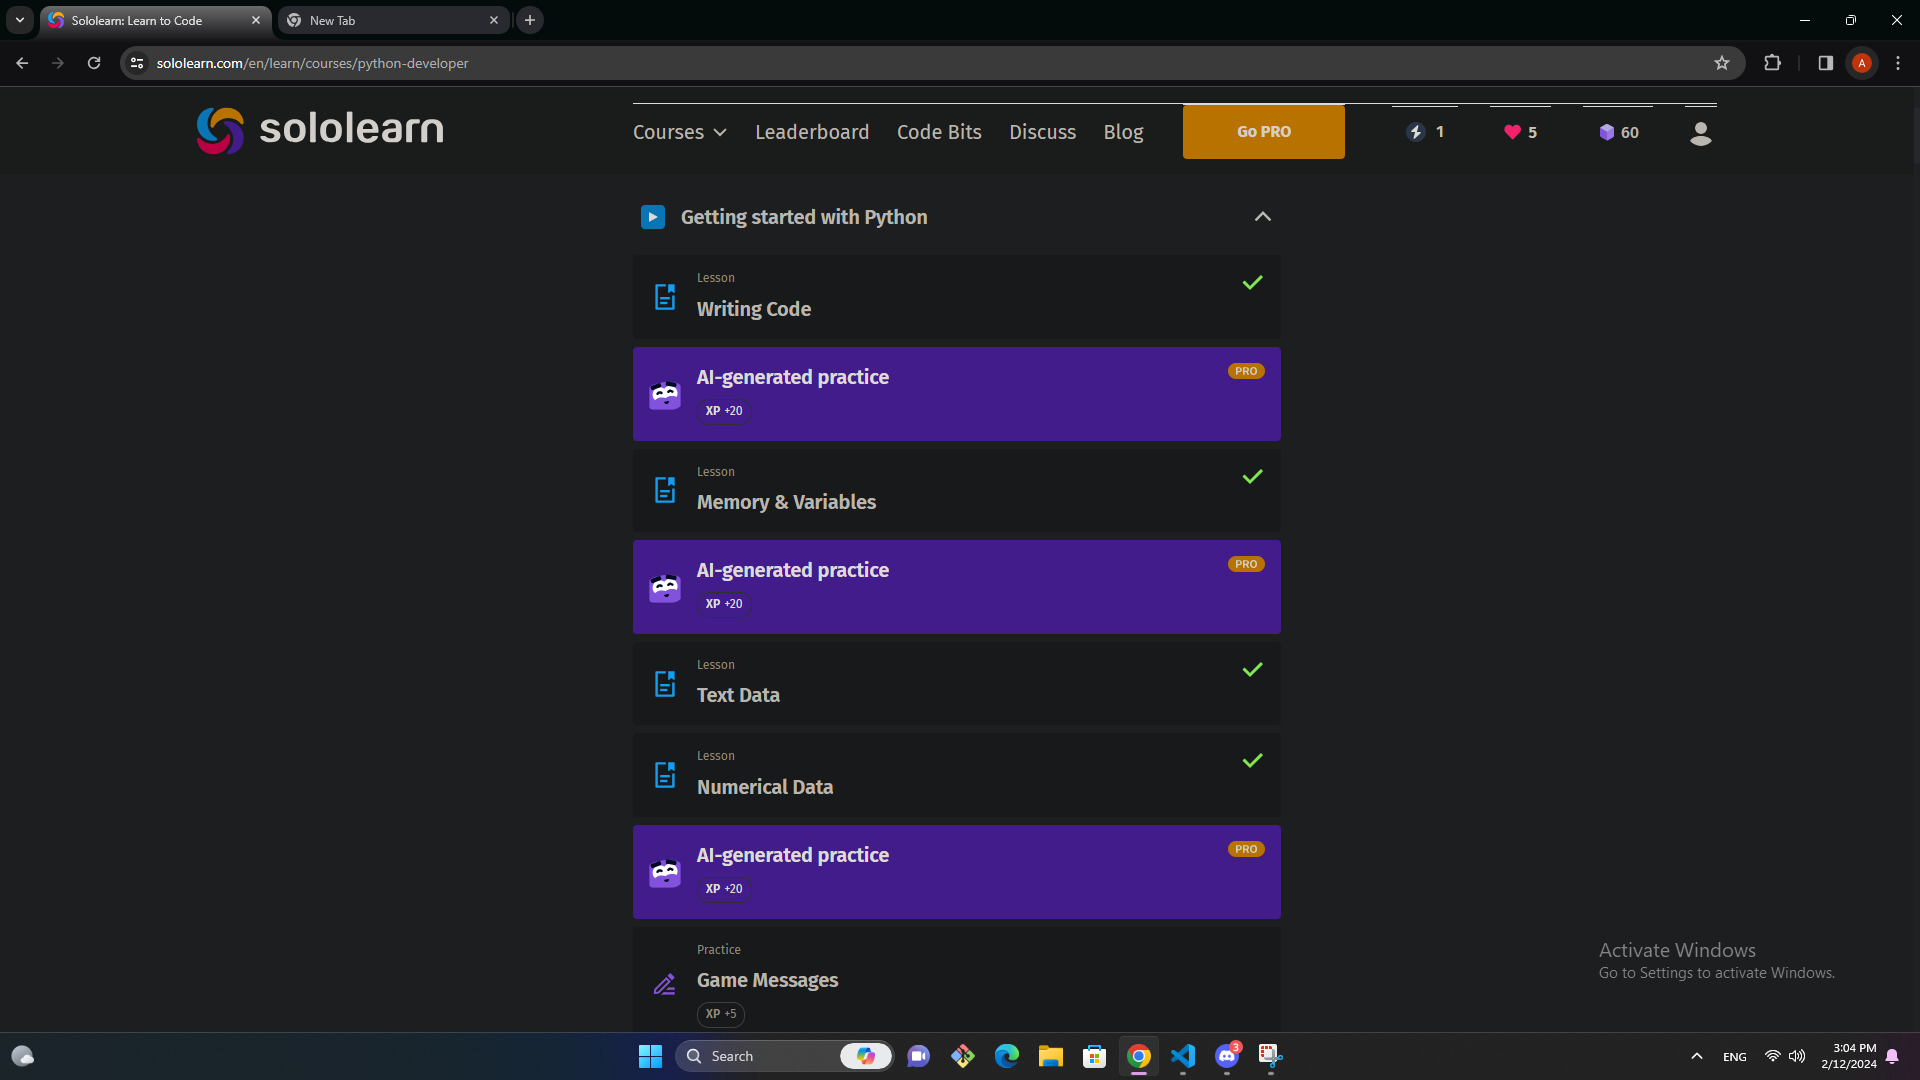 Sololearn: Learn to Code
New Tab
sololearn.com/en/learn/courses/python-developer
A
sololearn
Courses
Leaderboard
Code Bits
Discuss
Blog
Go PRO
1
5
60
Getting started with Python
Lesson
Writing Code
AI-generated practice
PRO
XP +20
Lesson
Memory & Variables
AI-generated practice
PRO
XP +20
Lesson
Text Data
Lesson
Numerical Data
AI-generated practice
PRO
XP +20
Practice
Game Messages
XP +5
Activate Windows
Go to Settings to activate Windows.
Search
3
ENG
3:04 PM
2/12/2024